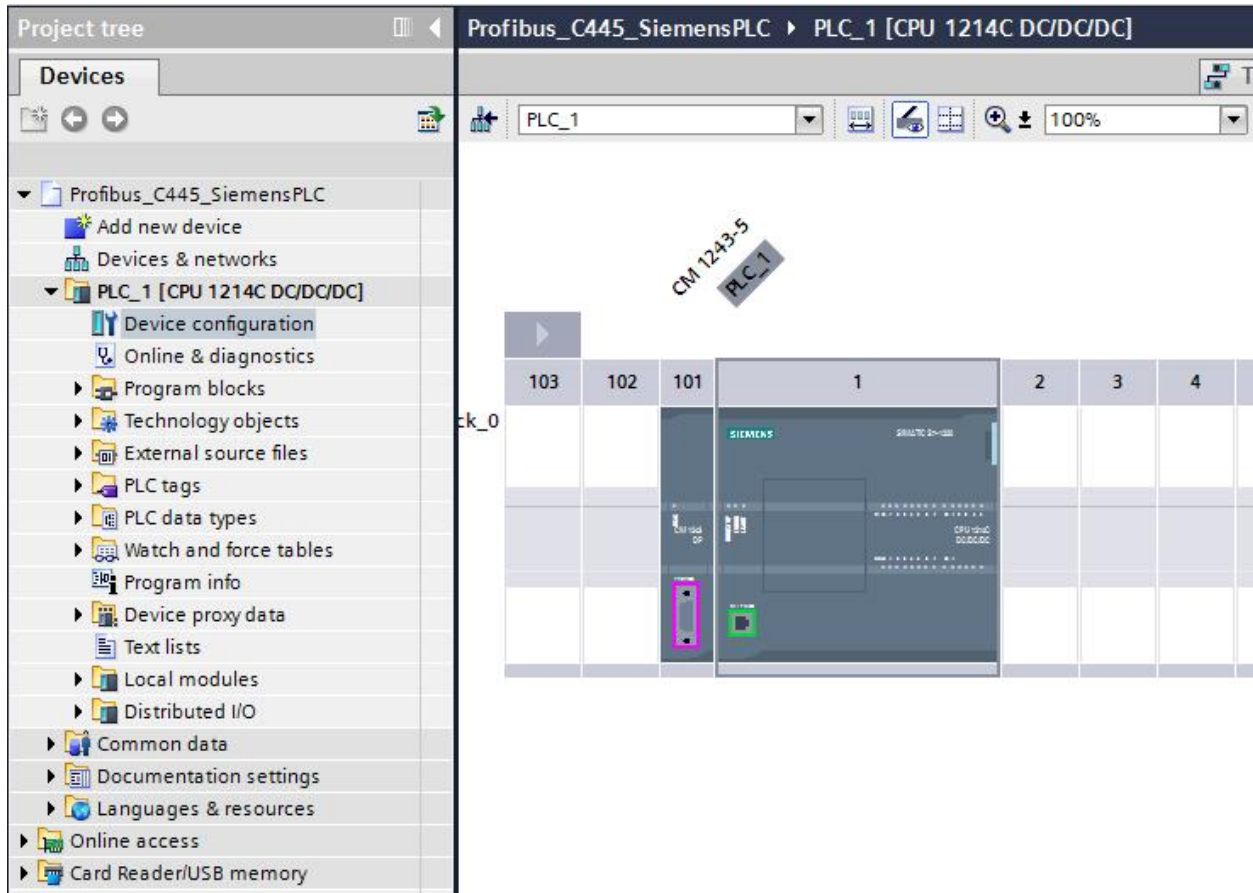 Project tree
Profibus_C445_SiemensPLC ▸ PLC_1 [CPU 1214C DC/DC/DC]
Devices
T
PLC_1
100%
Profibus_C445_SiemensPLC
Add new device
Devices & networks
PLC_1 [CPU 1214C DC/DC/DC]
Device configuration
Online & diagnostics
Program blocks
Technology objects
External source files
PLC tags
PLC data types
Watch and force tables
Program info
Device proxy data
Text lists
Local modules
Distributed I/O
Common data
Documentation settings
Languages & resources
Online access
Card Reader/USB memory
CM 1243-5
PLC_1
103 102 101 1 2 3 4
ck_0
SIEMENS